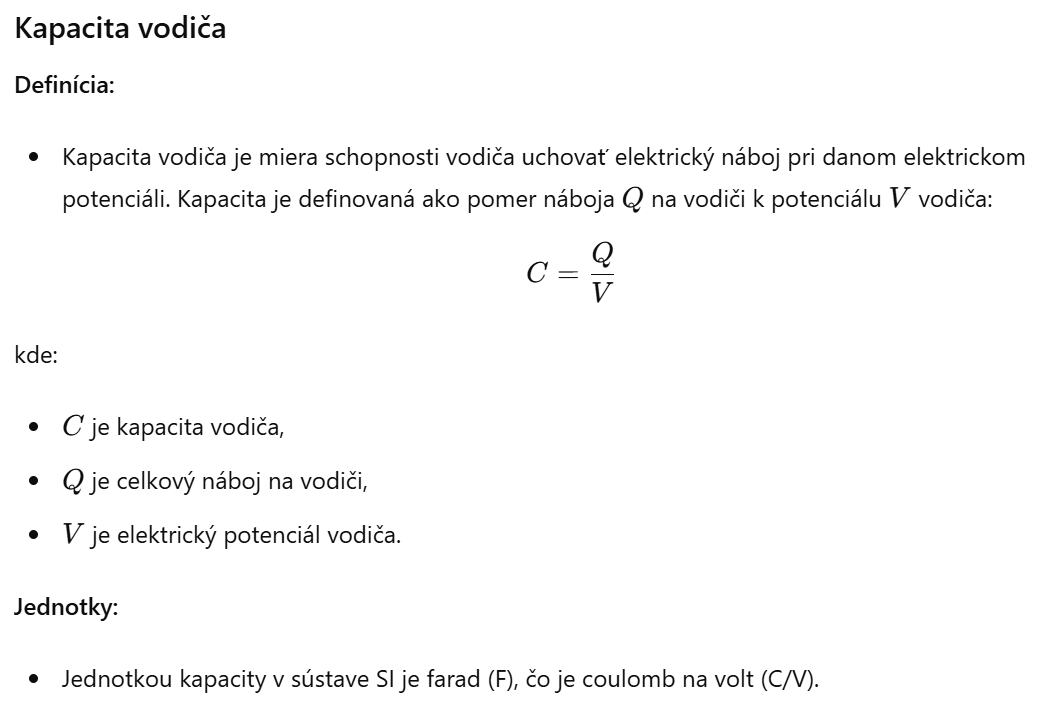 Kapacita vodiča
Definícia:
• Kapacita vodiča je miera schopnosti vodiča uchovať elektrický náboj pri danom elektrickom
potenciáli. Kapacita je definovaná ako pomer náboja Q na vodiči k potenciálu V vodiča:
C = Q/V
kde:
• C je kapacita vodiča,
• Q je celkový náboj na vodiči,
• V je elektrický potenciál vodiča.
Jednotky:
• Jednotkou kapacity v sústave SI je farad (F), čo je coulomb na volt (C/V).